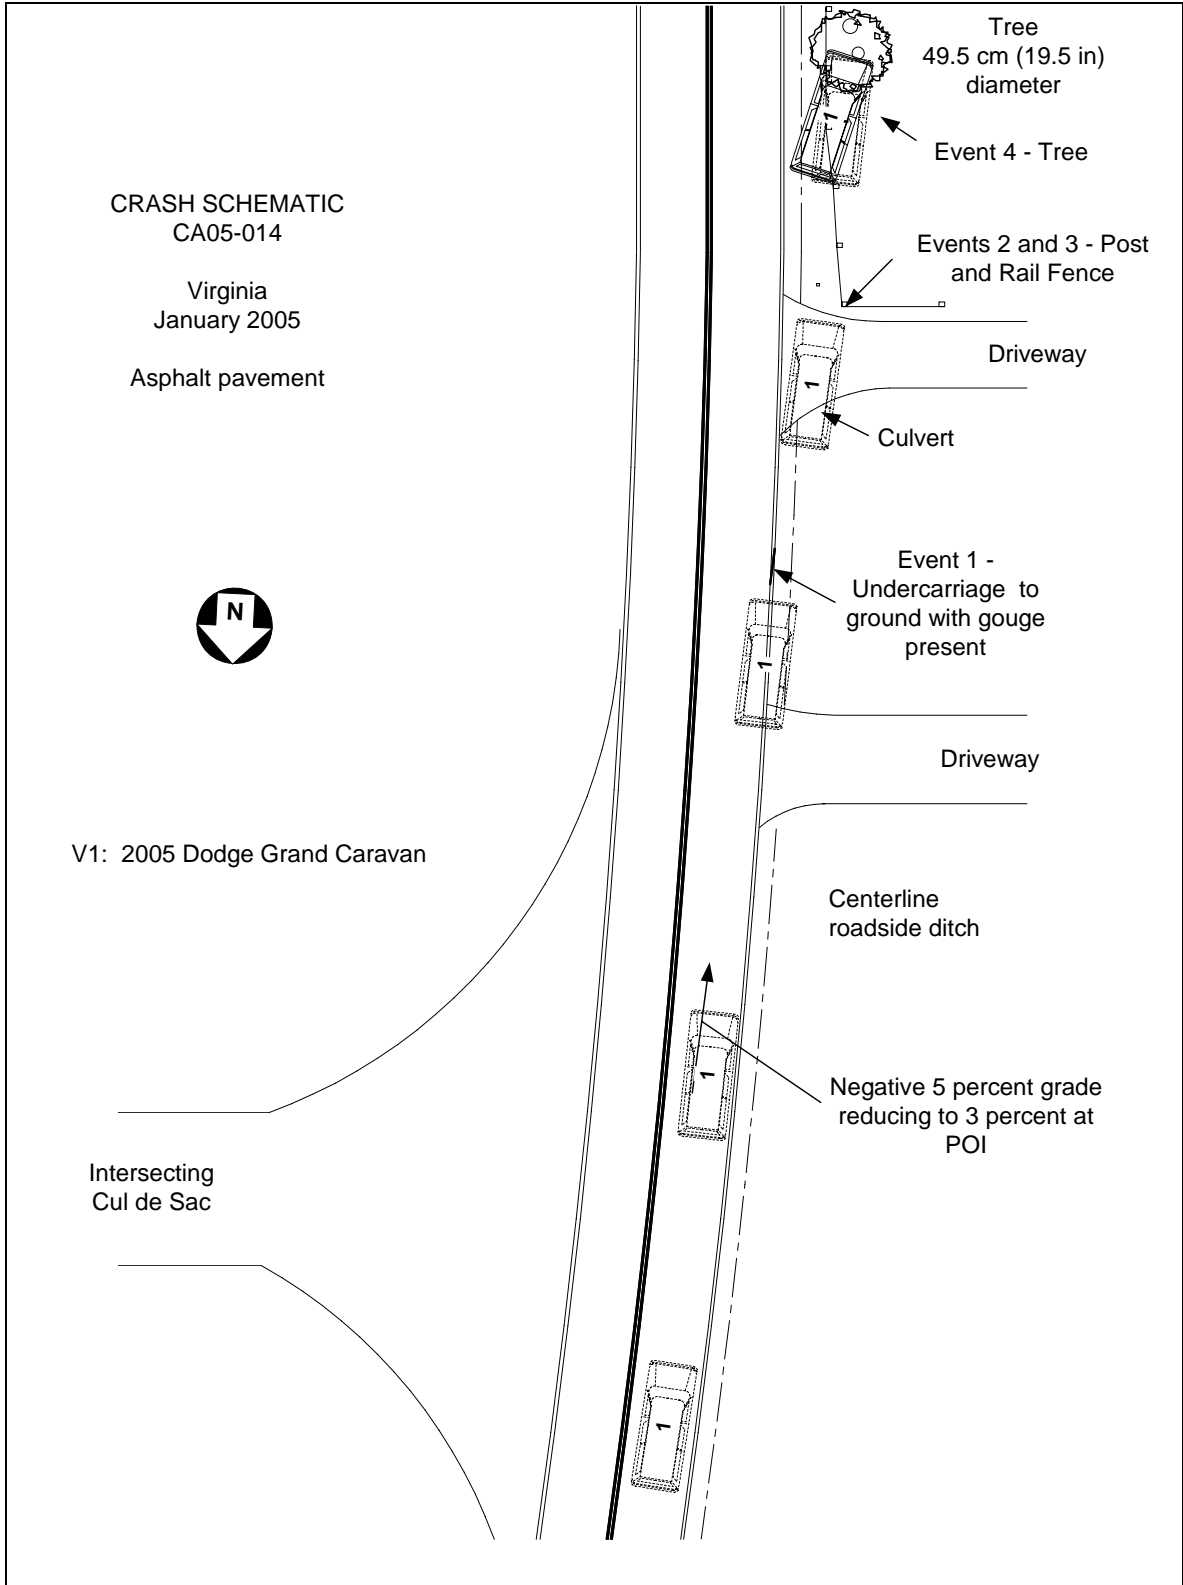 Tree
49.5 cm (19.5 in)
diameter
1
Event 4 - Tree
CRASH SCHEMATIC
CA05-014
Virginia
January 2005
Asphalt pavement
Events 2 and 3 - Post
and Rail Fence
Driveway
1
Culvert
Event 1 -
Undercarriage to
ground with gouge
present
N
1
Driveway
V1: 2005 Dodge Grand Caravan
Centerline
roadside ditch
1
Negative 5 percent grade
reducing to 3 percent at
POI
Intersecting
Cul de Sac
1